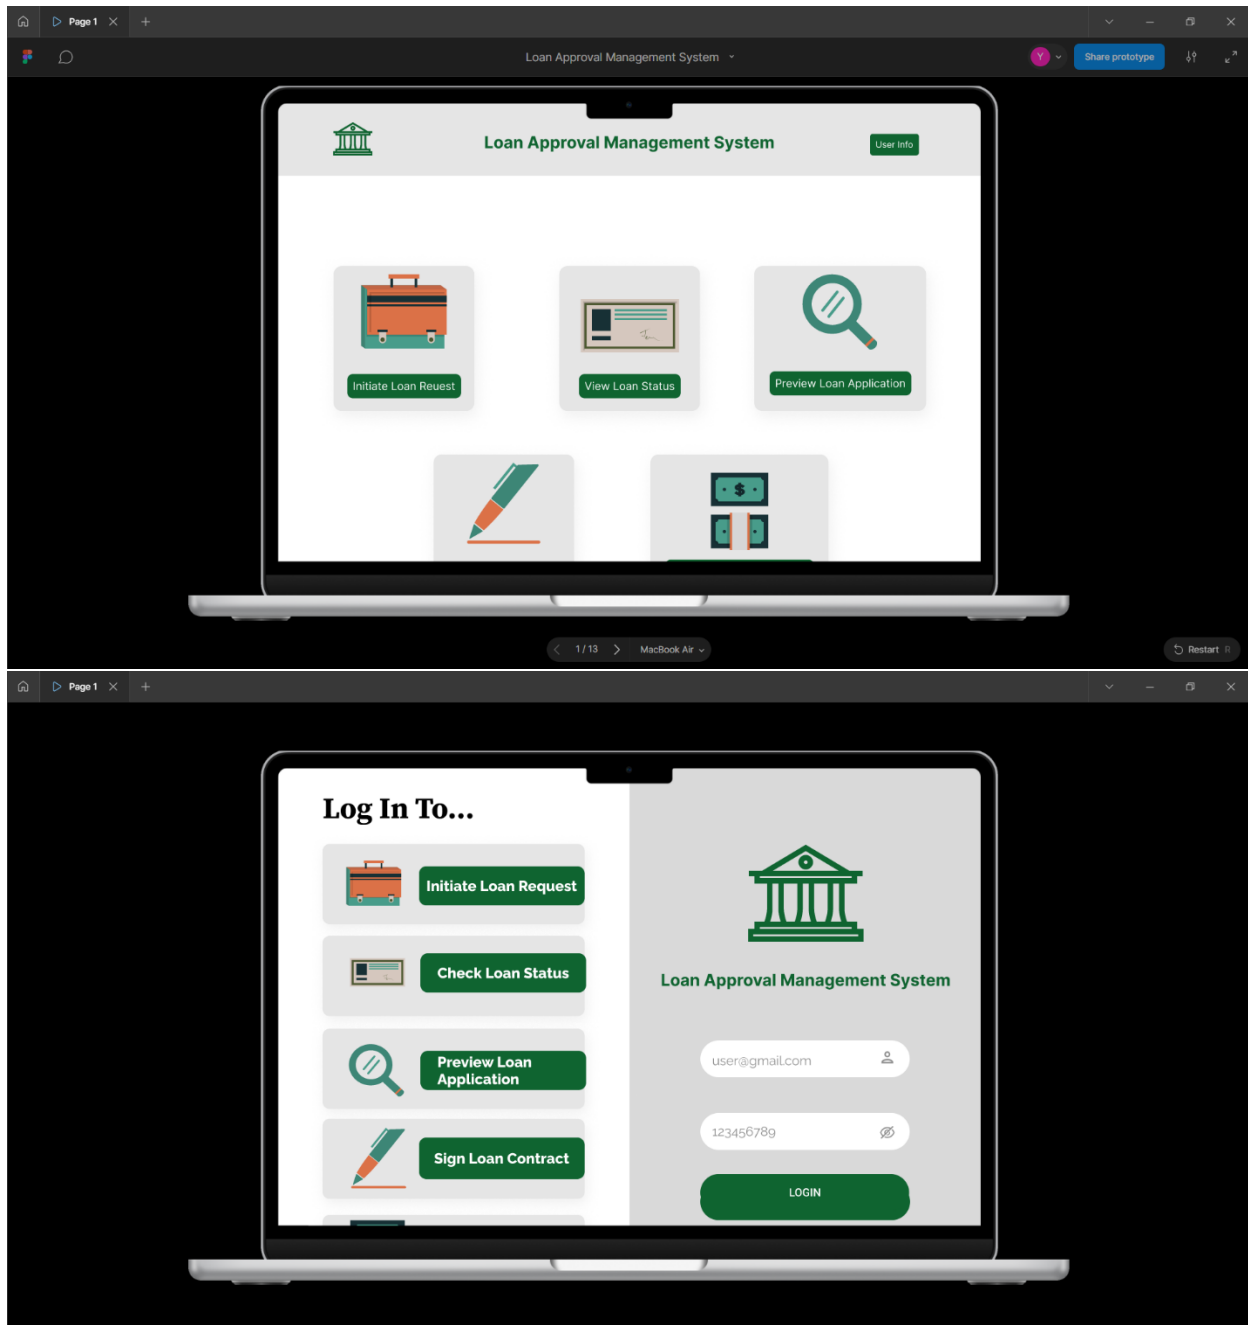 Page 1
Loan Approval Management System
Y
Share prototype
Loan Approval Management System
User Info
Initiate Loan Reuest
View Loan Status
Preview Loan Application
$
1 / 13
MacBook Air
Restart R
Page 1
Log In To...
Initiate Loan Request
Check Loan Status
Preview Loan
Application
Sign Loan Contract
Loan Approval Management System
user@gmail.com
123456789
LOGIN